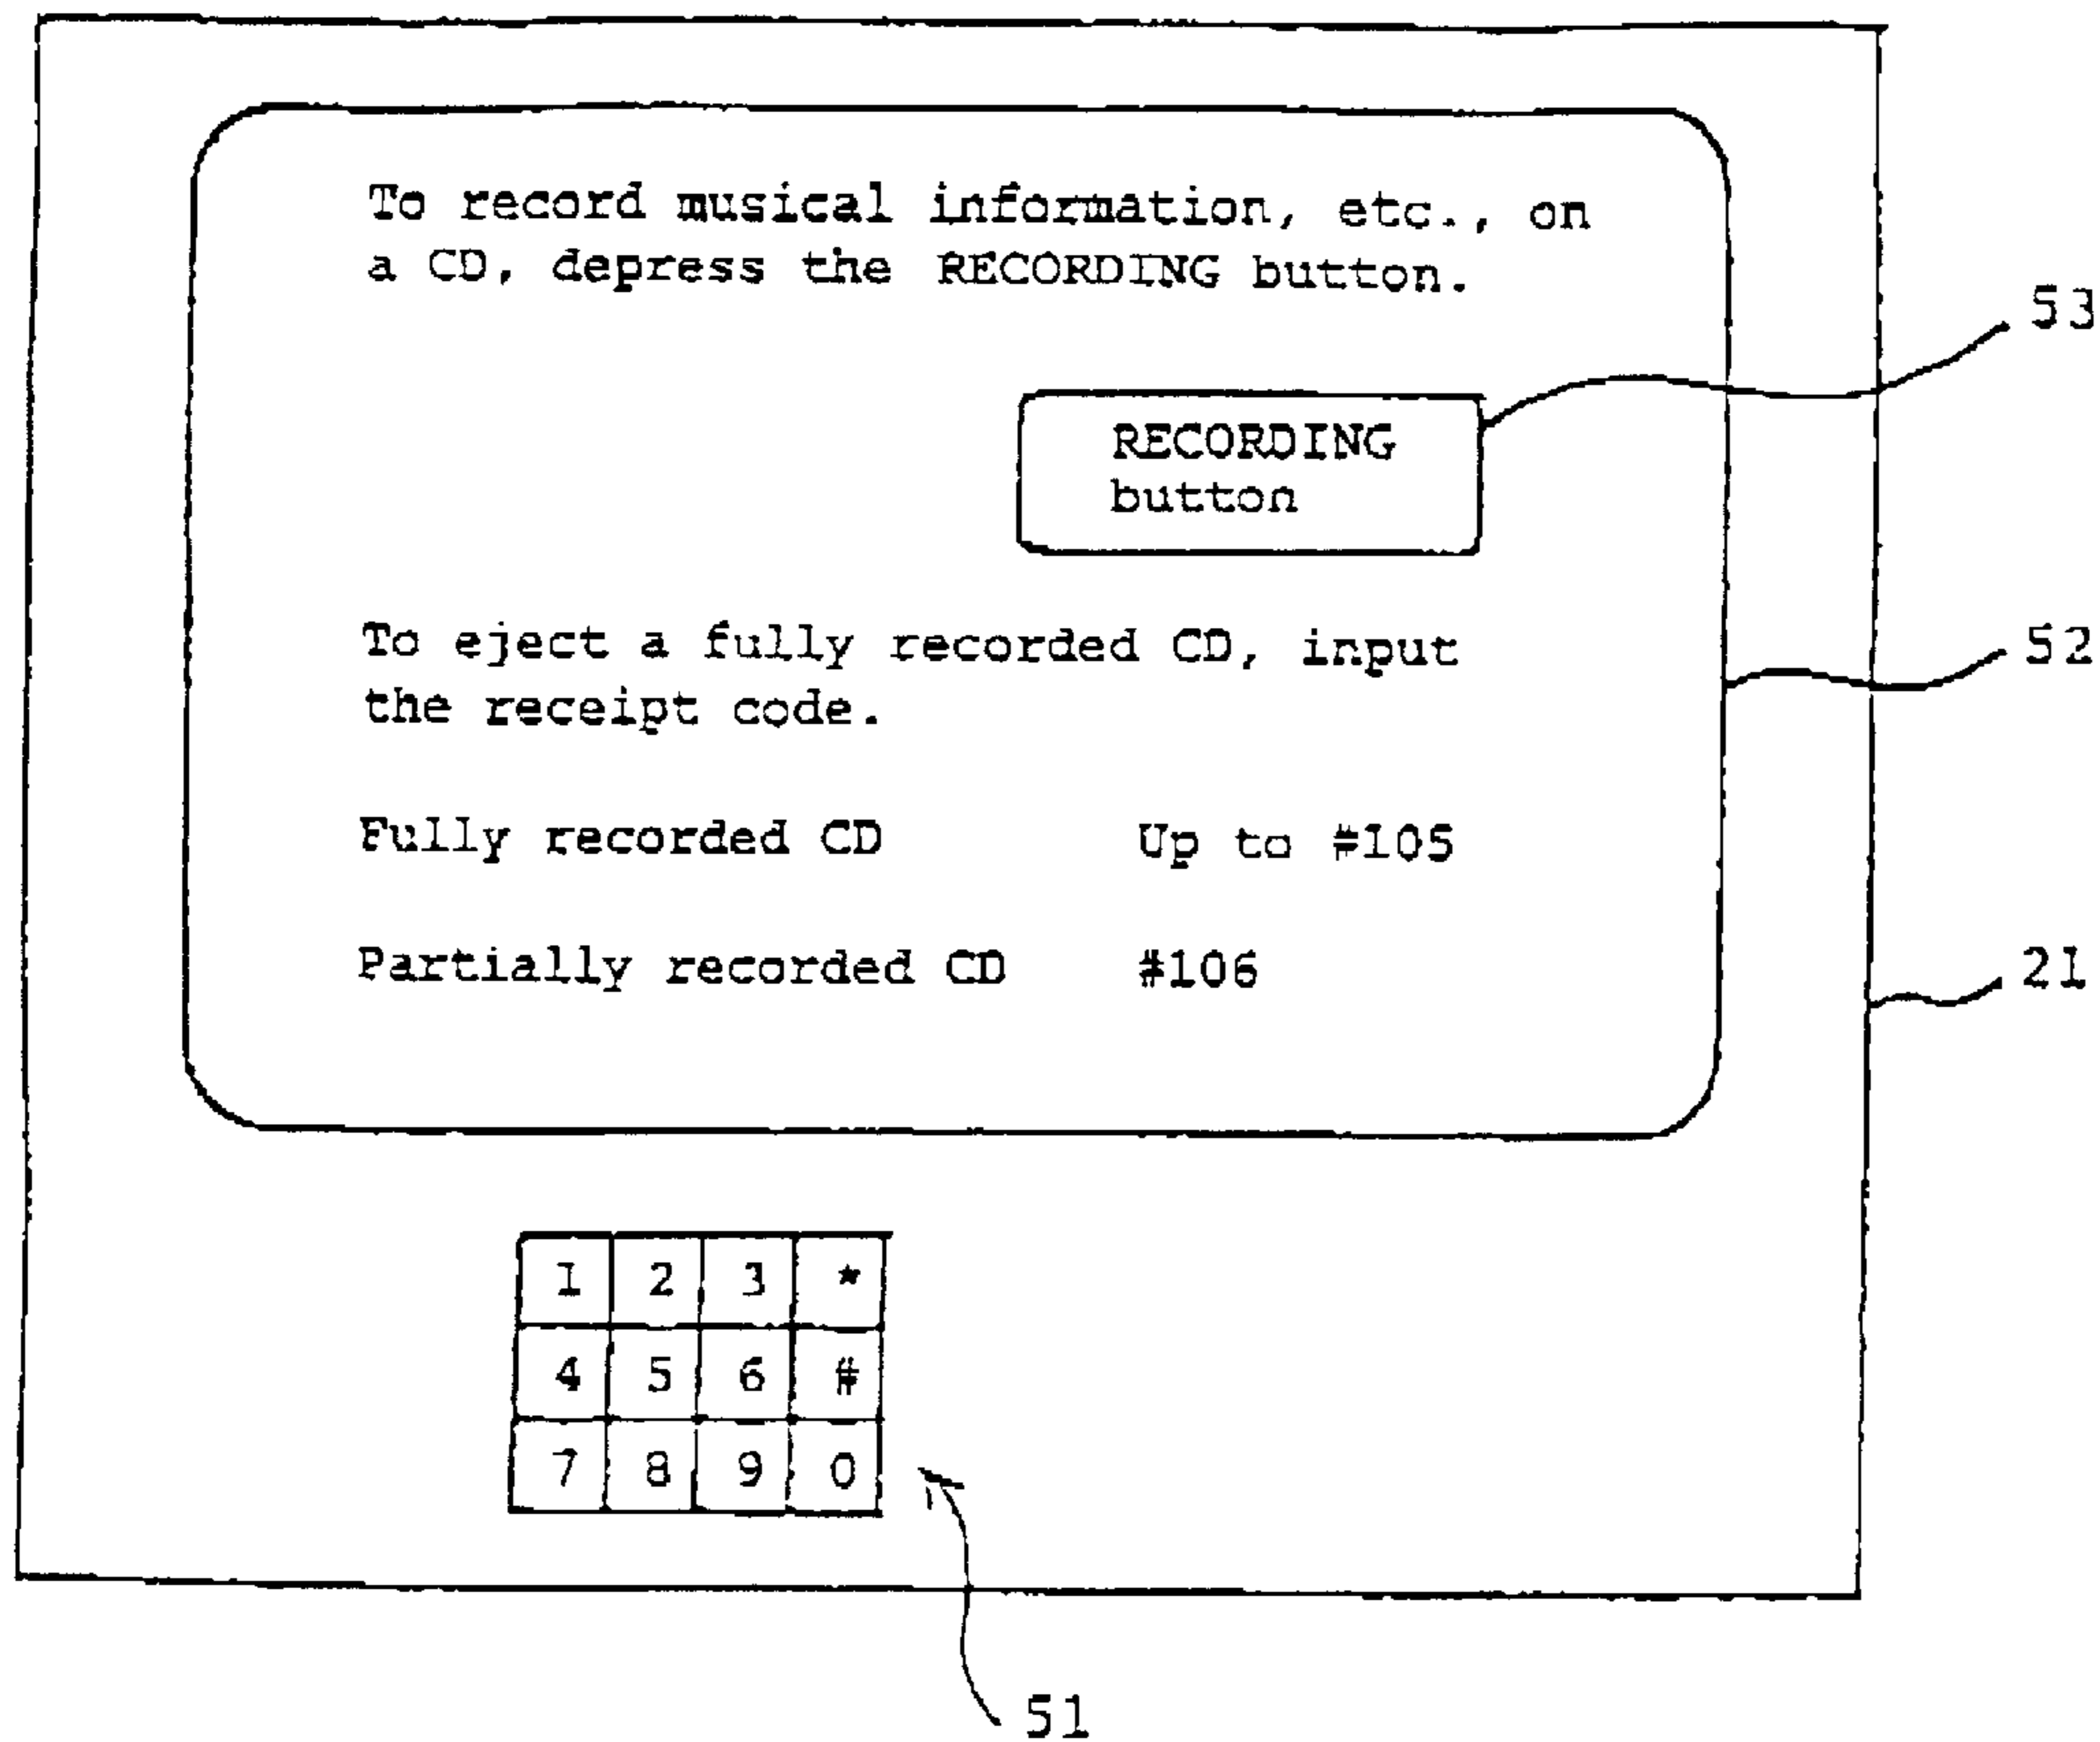 To record musical information, etc., on
a CD, depress the RECORDING button.
53
RECORDING
button
To eject a fully recorded CD, input
the receipt code.
52
Fully recorded CD Up to #105
Partially recorded CD #106
21
1 2 3 *
4 5 6 #
7 8 9 0
51